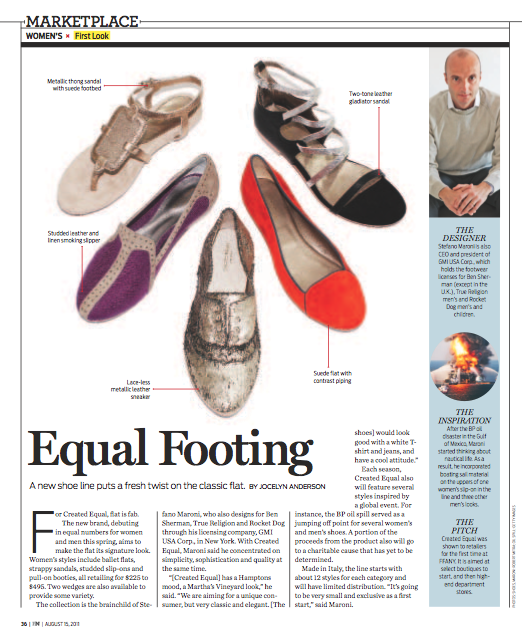 MARKETPLACE
WOMEN'S × First Look
Metallic thong sandal
with suede footbed
Two-tone leather
gladiator sandal
Studded leather and
linen smoking slipper
Lace-less
metallic leather
sneaker
Suede flat with
contrast piping
Equal Footing
A new shoe line puts a fresh twist on the classic flat. BY JOCELYN ANDERSON
For Created Equal, flat is fab.
The new brand, debuting
in equal numbers for women
and men this spring, aims to
make the flat its signature look.
Women's styles include ballet flats,
strappy sandals, studded slip-ons and
pull-on booties, all retailing for $225 to
$495. Two wedges are also available to
provide some variety.
The collection is the brainchild of Ste-
fano Maroni, who also designs for Ben
Sherman, True Religion and Rocket Dog
through his licensing company, GMI
USA Corp., in New York. With Created
Equal, Maroni said he concentrated on
simplicity, sophistication and quality at
the same time.
"[Created Equal] has a Hamptons
mood, a Martha's Vineyard look," he
said. "We are aiming for a unique con-
sumer, but very classic and elegant. [The
shoes] would look
good with a white T-
shirt and jeans, and
have a cool attitude."
Each season,
Created Equal also
will feature several
styles inspired by
a global event. For
instance, the BP oil spill served as a
jumping off point for several women's
and men's shoes. A portion of the
proceeds from the product also will go
to a charitable cause that has yet to be
determined.
Made in Italy, the line starts with
about 12 styles for each category and
will have limited distribution. "It's going
to be very small and exclusive as a first
start," said Maroni.
THE
DESIGNER
Stefano Maroni is also
CEO and president of
GMI USA Corp., which
holds the footwear
licenses for Ben Sher-
man (except in the
U.K.), True Religion
men's and Rocket
Dog men's and
children.
THE
INSPIRATION
After the BP oil
disaster in the Gulf
of Mexico, Maroni
started thinking about
nautical life. As a
result, he incorporated
boating sail material
on the uppers of one
women's slip-on in the
line and three other
men's looks.
THE
PITCH
Created Equal was
shown to retailers
for the first time at
FFANY. It is aimed at
select boutiques to
start, and then high-
end department
stores.
36 | FN | AUGUST 15, 2011